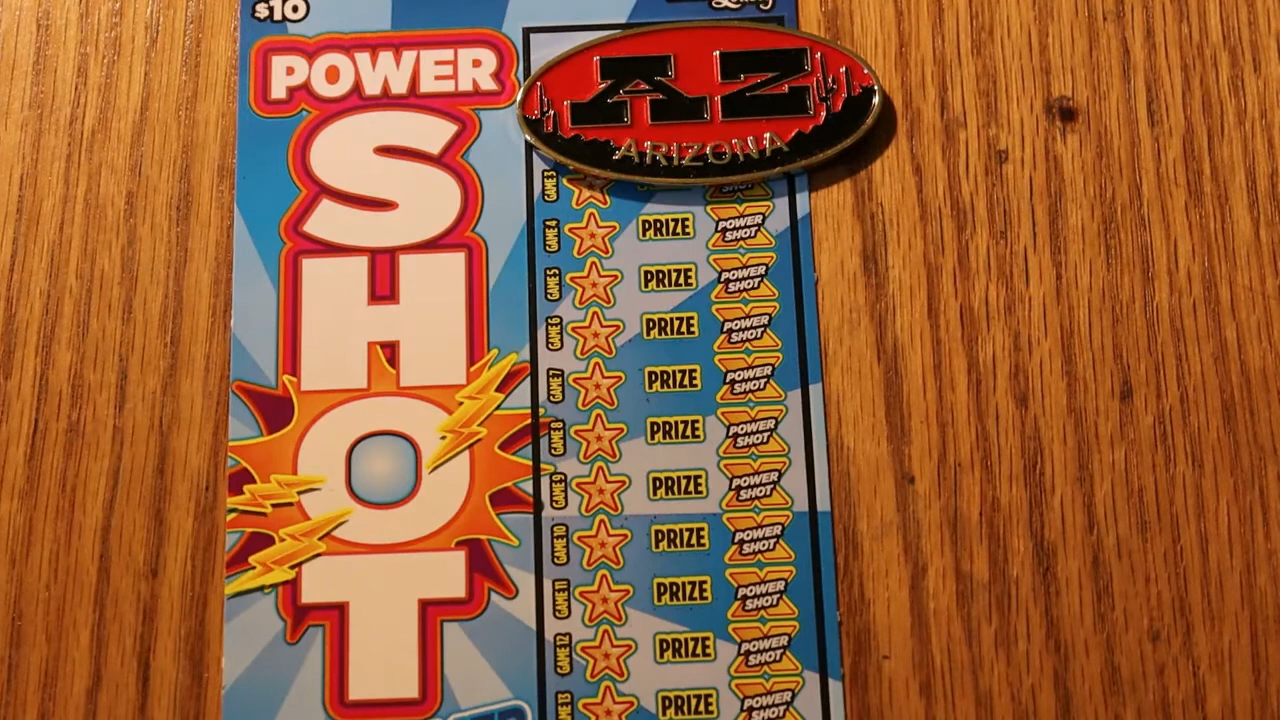 $10
Lottery
POWER
SHOT
AZ
ARIZONA
GAME 3 SHOT
GAME 4 PRIZE POWER SHOT
GAME 5 PRIZE POWER SHOT
GAME 6 PRIZE POWER SHOT
GAME 7 PRIZE POWER SHOT
GAME 8 PRIZE POWER SHOT
GAME 9 PRIZE POWER SHOT
GAME 10 PRIZE POWER SHOT
GAME 11 PRIZE POWER SHOT
GAME 12 PRIZE POWER SHOT
GAME 13 PRIZE POWER SHOT